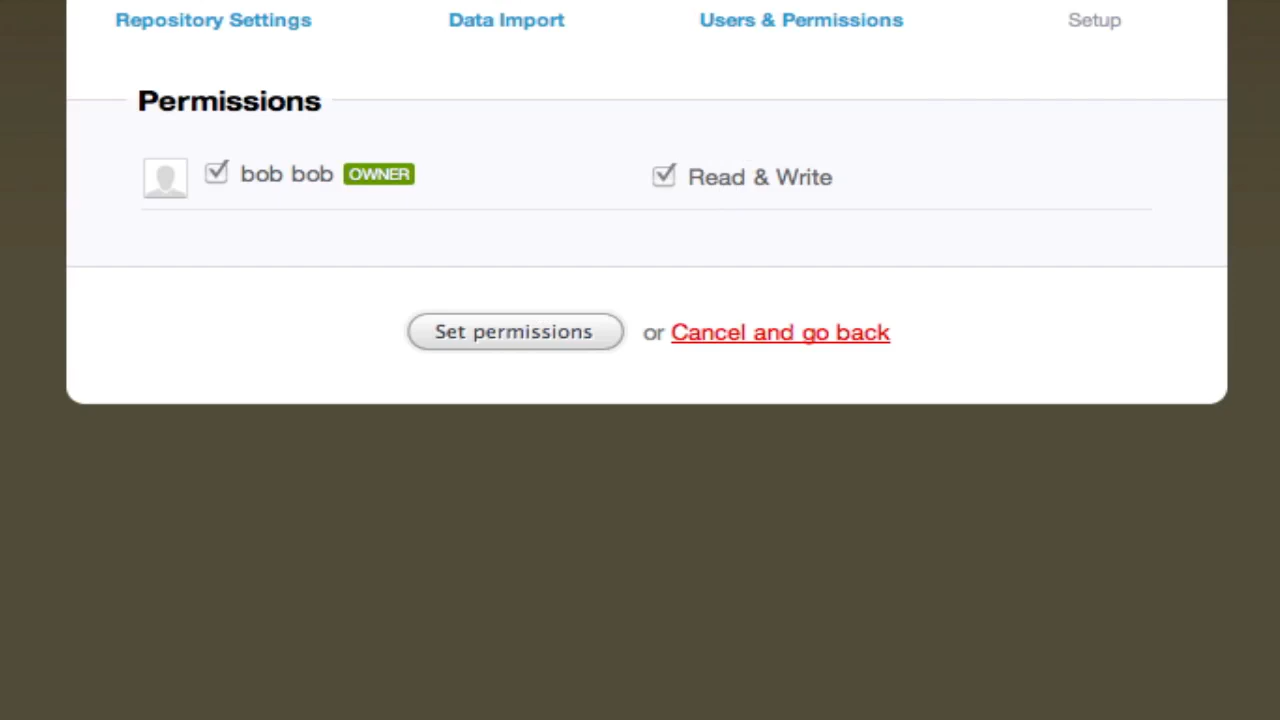 Repository Settings Data Import Users & Permissions Setup
Permissions
bob bob OWNER Read & Write
Set permissions or Cancel and go back